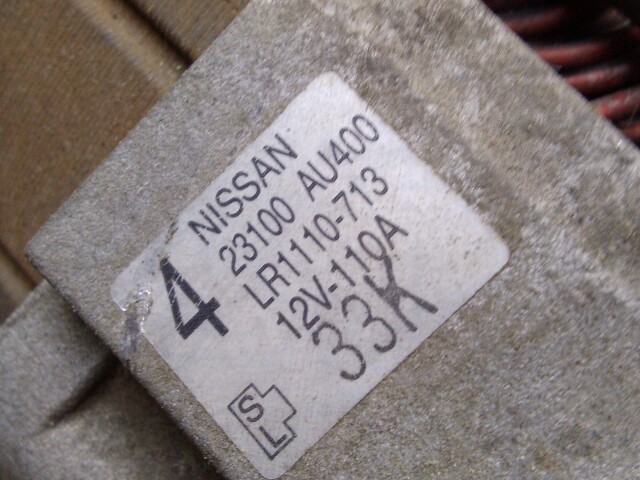 4
NISSAN
23100 AU400
LR1110-713
12V-110A
33K
S
L